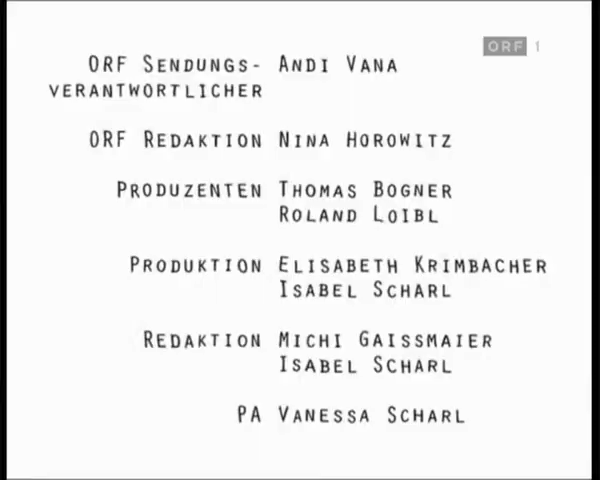 ORF 1
ORF SENDUNGS- ANDI VANA
VERANTWORTLICHER
ORF REDAKTION NINA HOROWITZ
PRODUZENTEN THOMAS BOGNER
ROLAND LOIBL
PRODUKTION ELISABETH KRIMBACHER
ISABEL SCHARL
REDAKTION MICHI GAISSMAIER
ISABEL SCHARL
PA VANESSA SCHARL